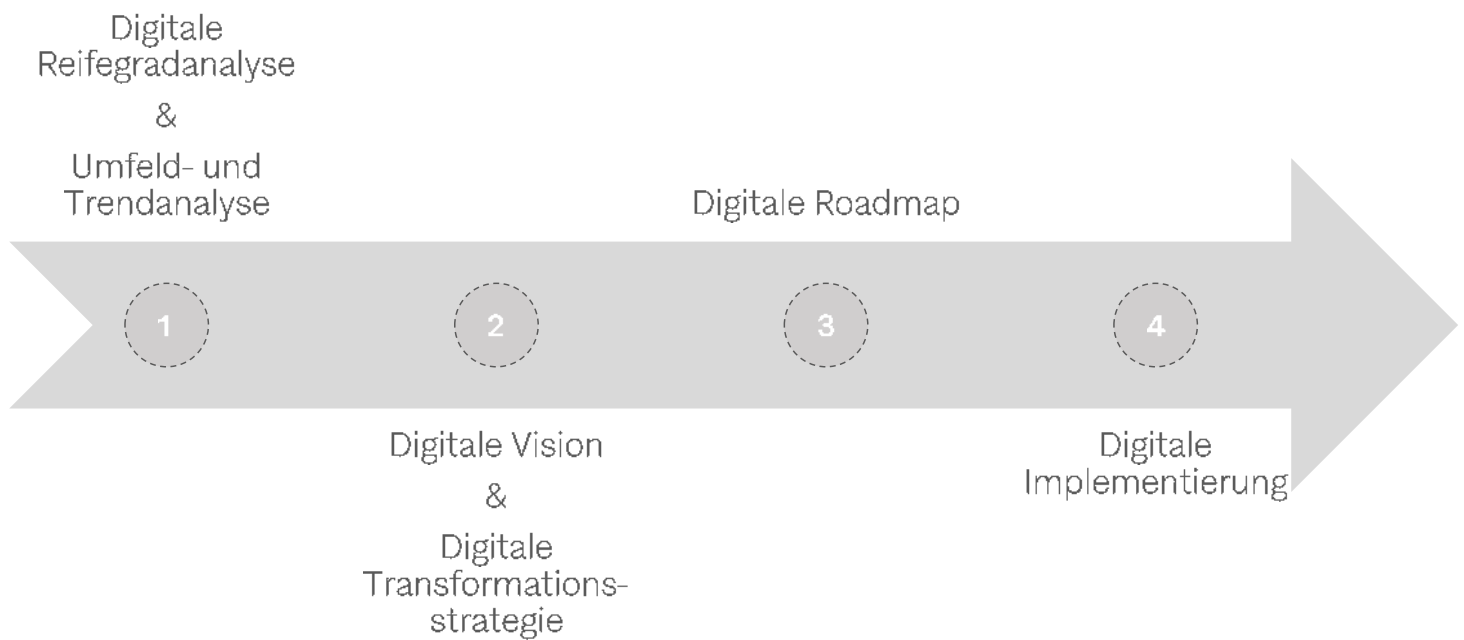 Digitale
Reifegradanalyse
&
Umfeld- und
Trendanalyse
1
Digitale Vision
&
Digitale
Transformations-
strategie
2
Digitale Roadmap
3
Digitale
Implementierung
4